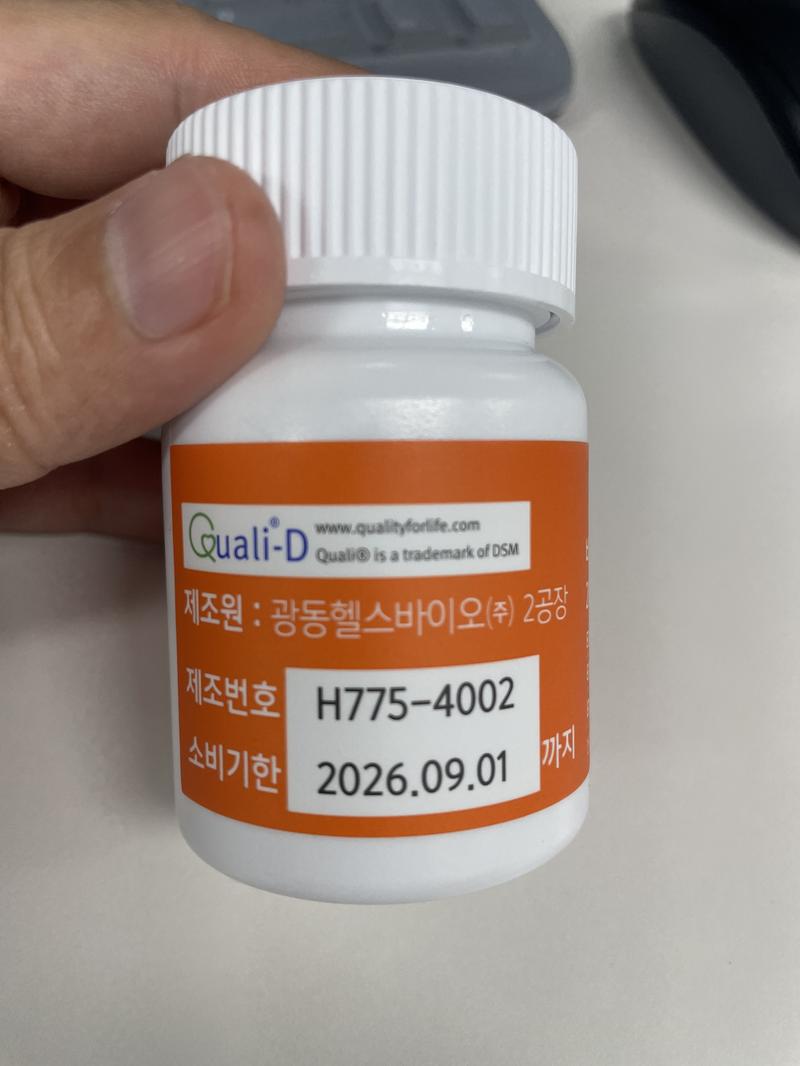 Quali-D®
www.qualityforlife.com
Quali® is a trademark of DSM
제조원 : 광동헬스바이오㈜ 2공장
제조번호 H775-4002
소비기한 2026.09.01 까지